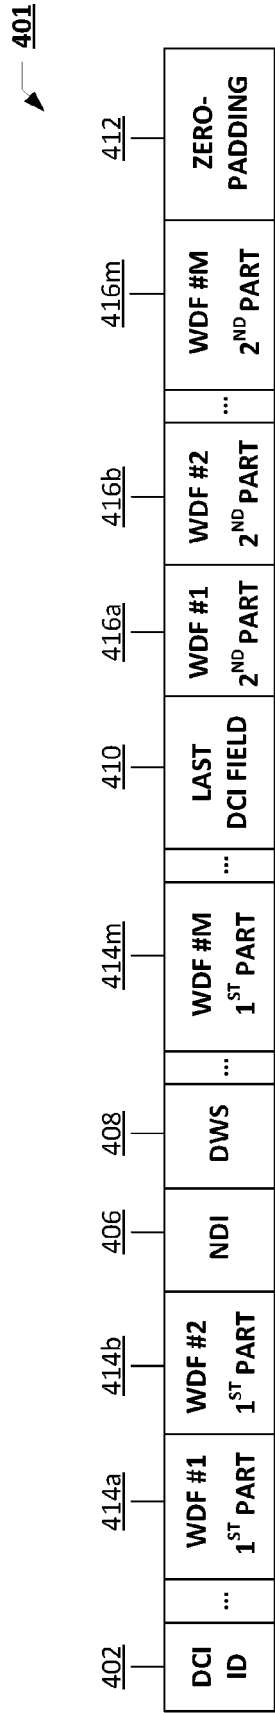 401
402
414a
414b
406
408
414m
410
416a
416b
416m
412
DCI
ID
...
WDF #1
1ST PART
WDF #2
1ST PART
NDI
DWS
...
WDF #M
1ST PART
...
LAST
DCI FIELD
WDF #1
2ND PART
WDF #2
2ND PART
...
WDF #M
2ND PART
ZERO-
PADDING